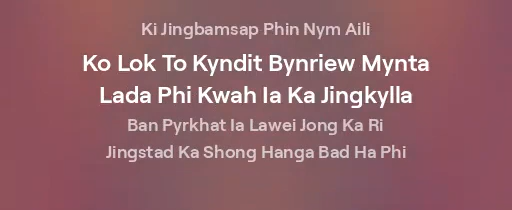 Ki Jingbamsap Phin Nym Aili
Ko Lok To Kyndit Bynriew Mynta
Lada Phi Kwah Ia Ka Jingkylla
Ban Pyrkhat Ia Lawei Jong Ka Ri
Jingstad Ka Shong Hanga Bad Ha Phi